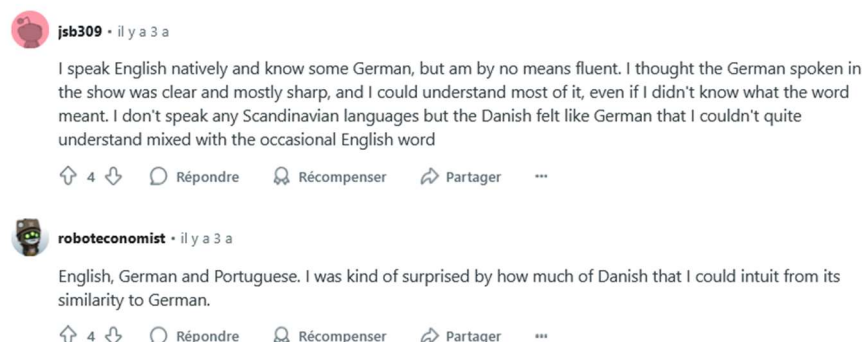 jsb309 • il y a 3 a
I speak English natively and know some German, but am by no means fluent. I thought the German spoken in
the show was clear and mostly sharp, and I could understand most of it, even if I didn't know what the word
meant. I don't speak any Scandinavian languages but the Danish felt like German that I couldn't quite
understand mixed with the occasional English word
4 Répondre Récompenser Partager ...
roboteconomist • il y a 3 a
English, German and Portuguese. I was kind of surprised by how much of Danish that I could intuit from its
similarity to German.
4 Répondre Récompenser Partager ...